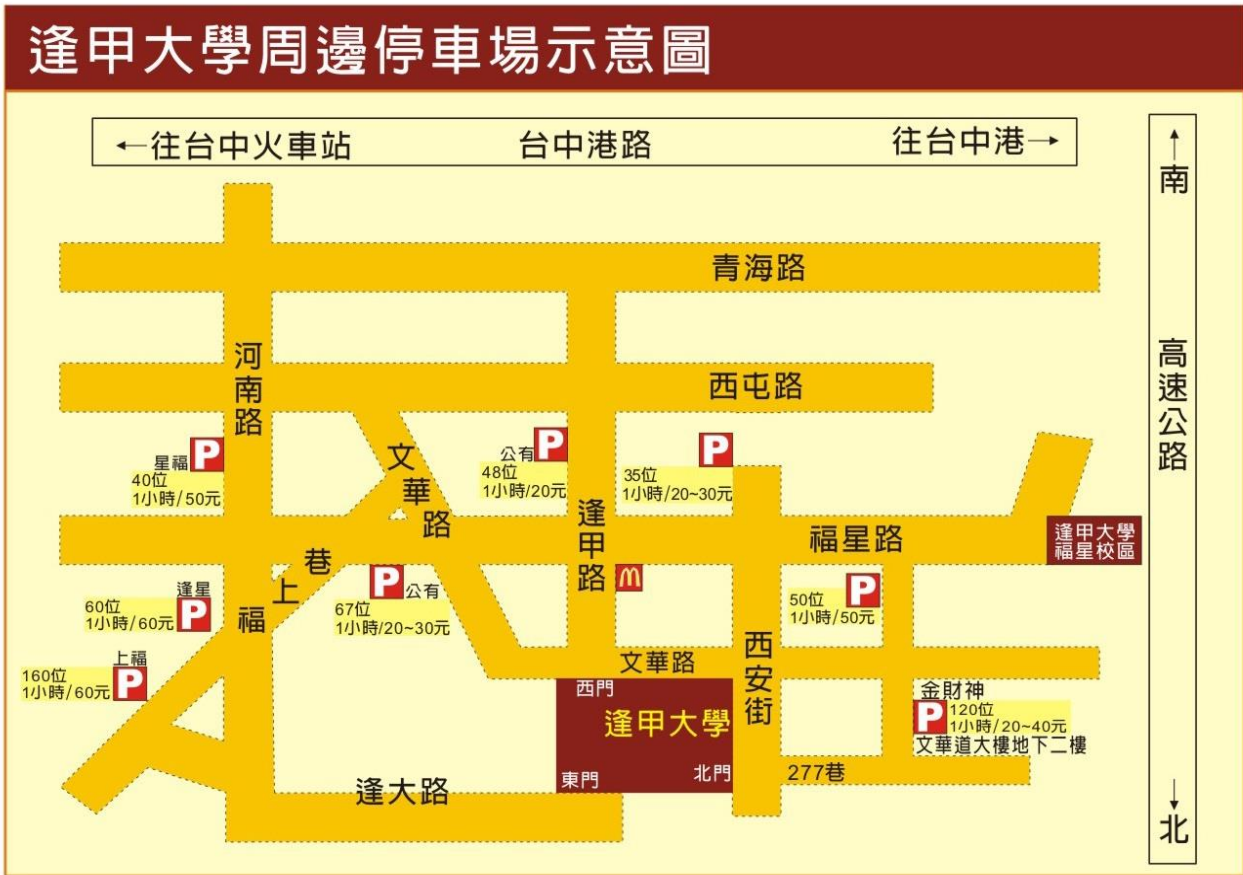 逢甲大學周邊停車場示意圖
←往台中火車站 台中港路 往台中港→
↑南
高速公路
↓北
青海路
河南路
西屯路
星福 P
40位
1小時/50元
文華路
公有 P
48位
1小時/20元
P
35位
1小時/20~30元
逢甲路
福星路
逢甲大學
福星校區
福上巷
逢星
60位
1小時/60元
P
P 公有
67位
1小時/20~30元
M
50位
1小時/50元
P
上福
160位
1小時/60元
P
文華路
西安街
西門
逢甲大學
東門
北門
金財神
P 120位
1小時/20~40元
文華道大樓地下二樓
277巷
逢大路